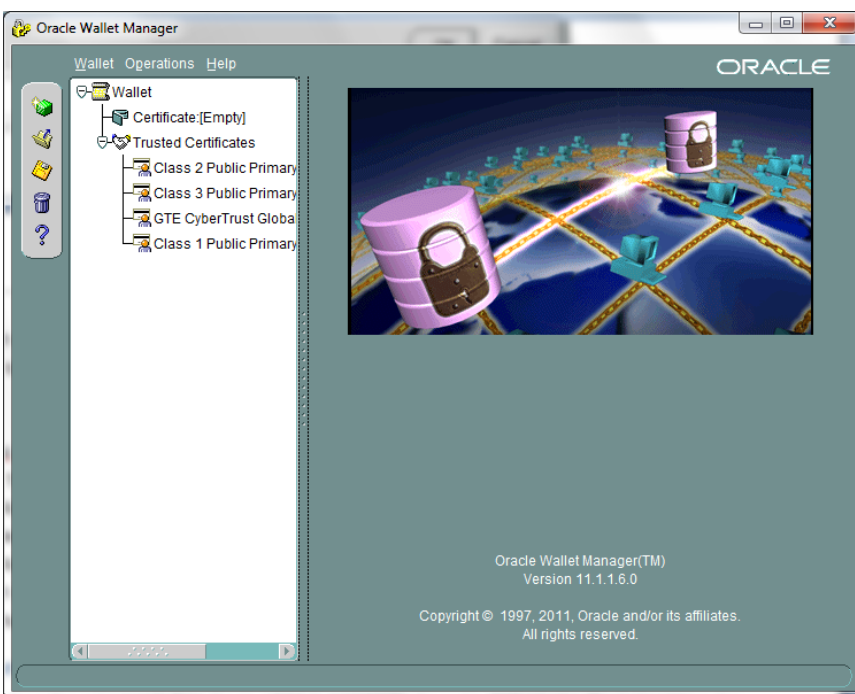 Oracle Wallet Manager
Wallet Operations Help
ORACLE
Wallet
Certificate:[Empty]
Trusted Certificates
Class 2 Public Primary
Class 3 Public Primary
GTE CyberTrust Globa
Class 1 Public Primary
?
Oracle Wallet Manager(TM)
Version 11.1.1.6.0
Copyright © 1997, 2011, Oracle and/or its affiliates.
All rights reserved.